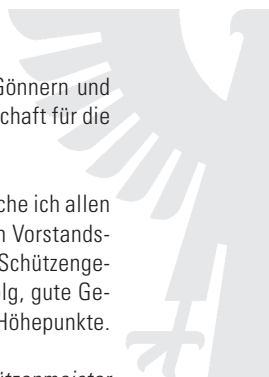 Gönnern und
chaft für die
che ich allen
n Vorstands-
Schützenge-
lg, gute Ge-
Höhepunkte.